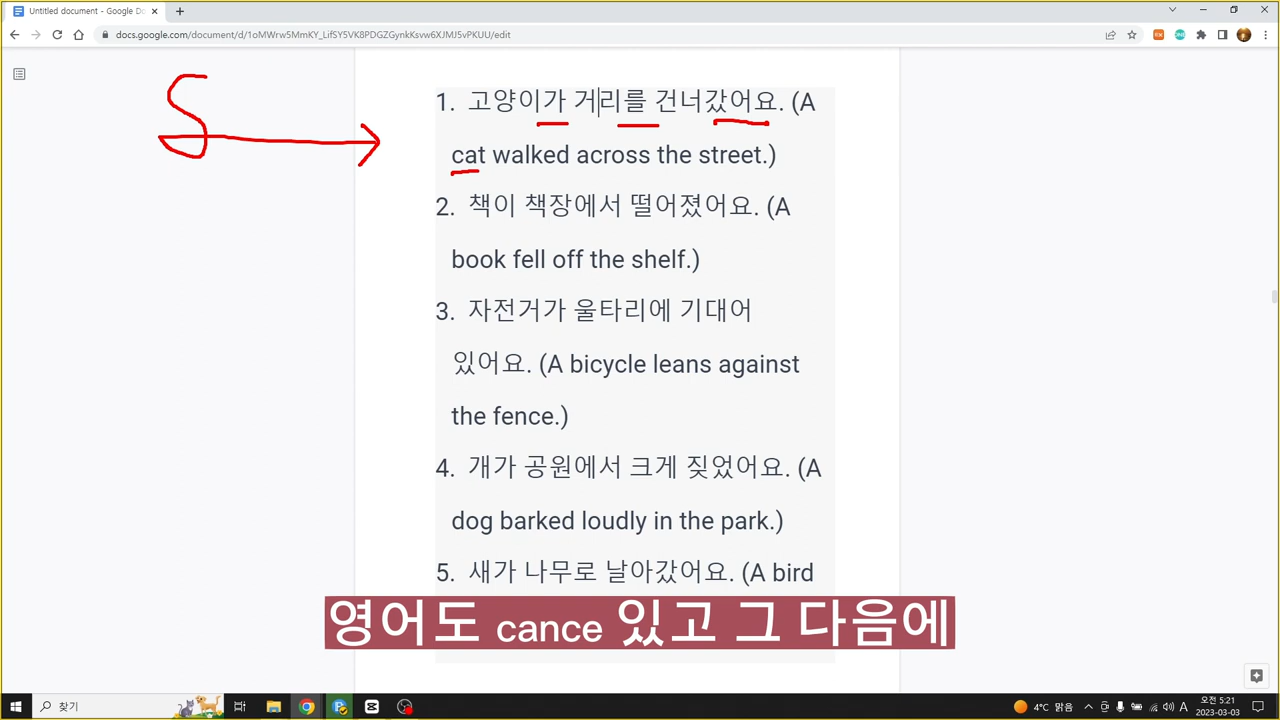 Untitled document - Google Do
docs.google.com/document/d/1oMWrw5MmKY_LifSY5VK8PDGZGynkKsvw6XJMJ5vPKUU/edit
S
1. 고양이가 거리를 건너갔어요. (A
cat walked across the street.)
2. 책이 책장에서 떨어졌어요. (A
book fell off the shelf.)
3. 자전거가 울타리에 기대어
있어요. (A bicycle leans against
the fence.)
4. 개가 공원에서 크게 짖었어요. (A
dog barked loudly in the park.)
5. 새가 나무로 날아갔어요. (A bird
영어도 cance 있고 그 다음에
찾기
4℃ 맑음
A
오전 5:21
2023-03-03